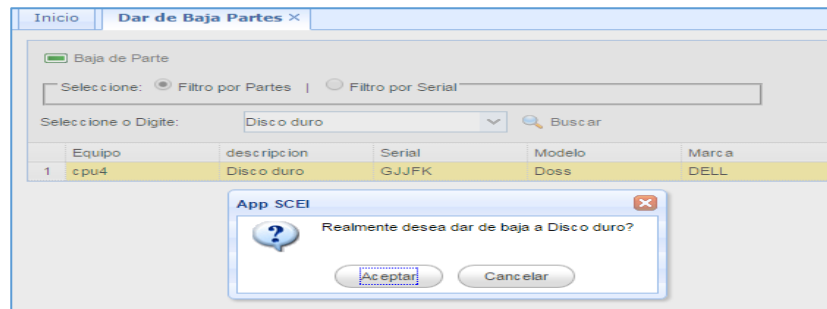 Inicio Dar de Baja Partes ×
Baja de Parte
Seleccione: Filtro por Partes | Filtro por Serial
Seleccione o Digite: Disco duro Buscar
Equipo descripcion Serial Modelo Marca
1 cpu4 Disco duro GJJFK Doss DELL
App SCEI
Realmente desea dar de baja a Disco duro?
Aceptar Cancelar